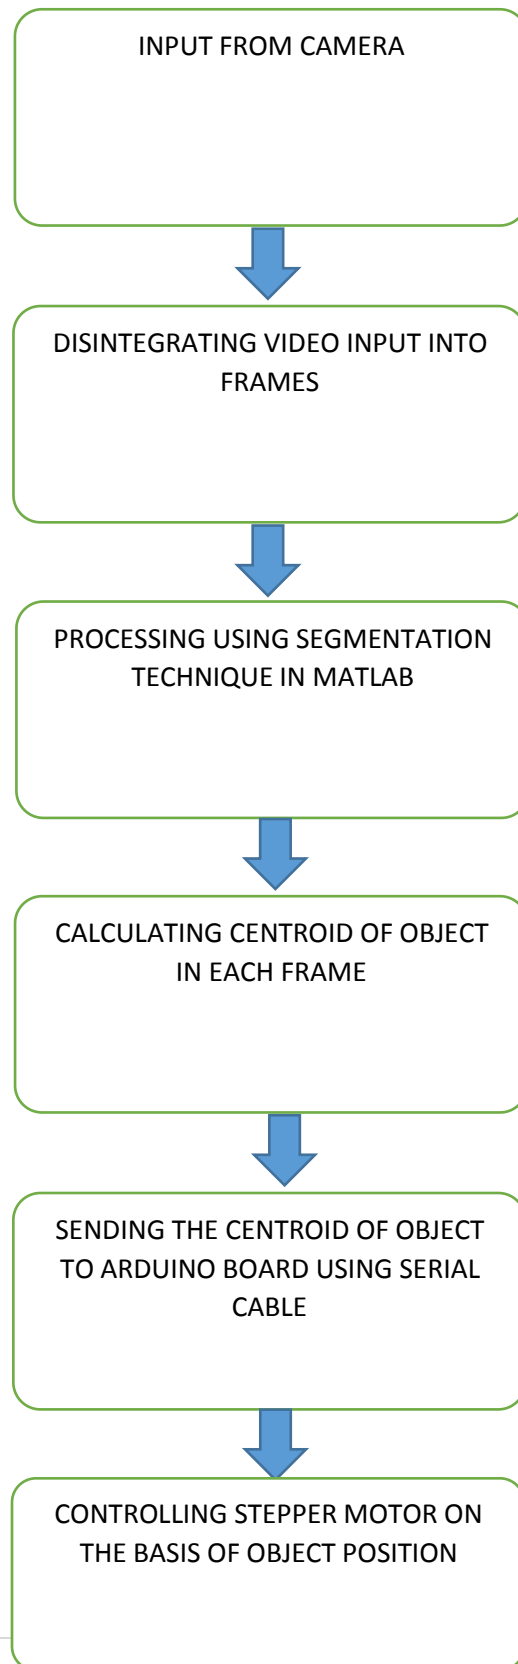 INPUT FROM CAMERA
DISINTEGRATING VIDEO INPUT INTO
FRAMES
PROCESSING USING SEGMENTATION
TECHNIQUE IN MATLAB
CALCULATING CENTROID OF OBJECT
IN EACH FRAME
SENDING THE CENTROID OF OBJECT
TO ARDUINO BOARD USING SERIAL
CABLE
CONTROLLING STEPPER MOTOR ON
THE BASIS OF OBJECT POSITION